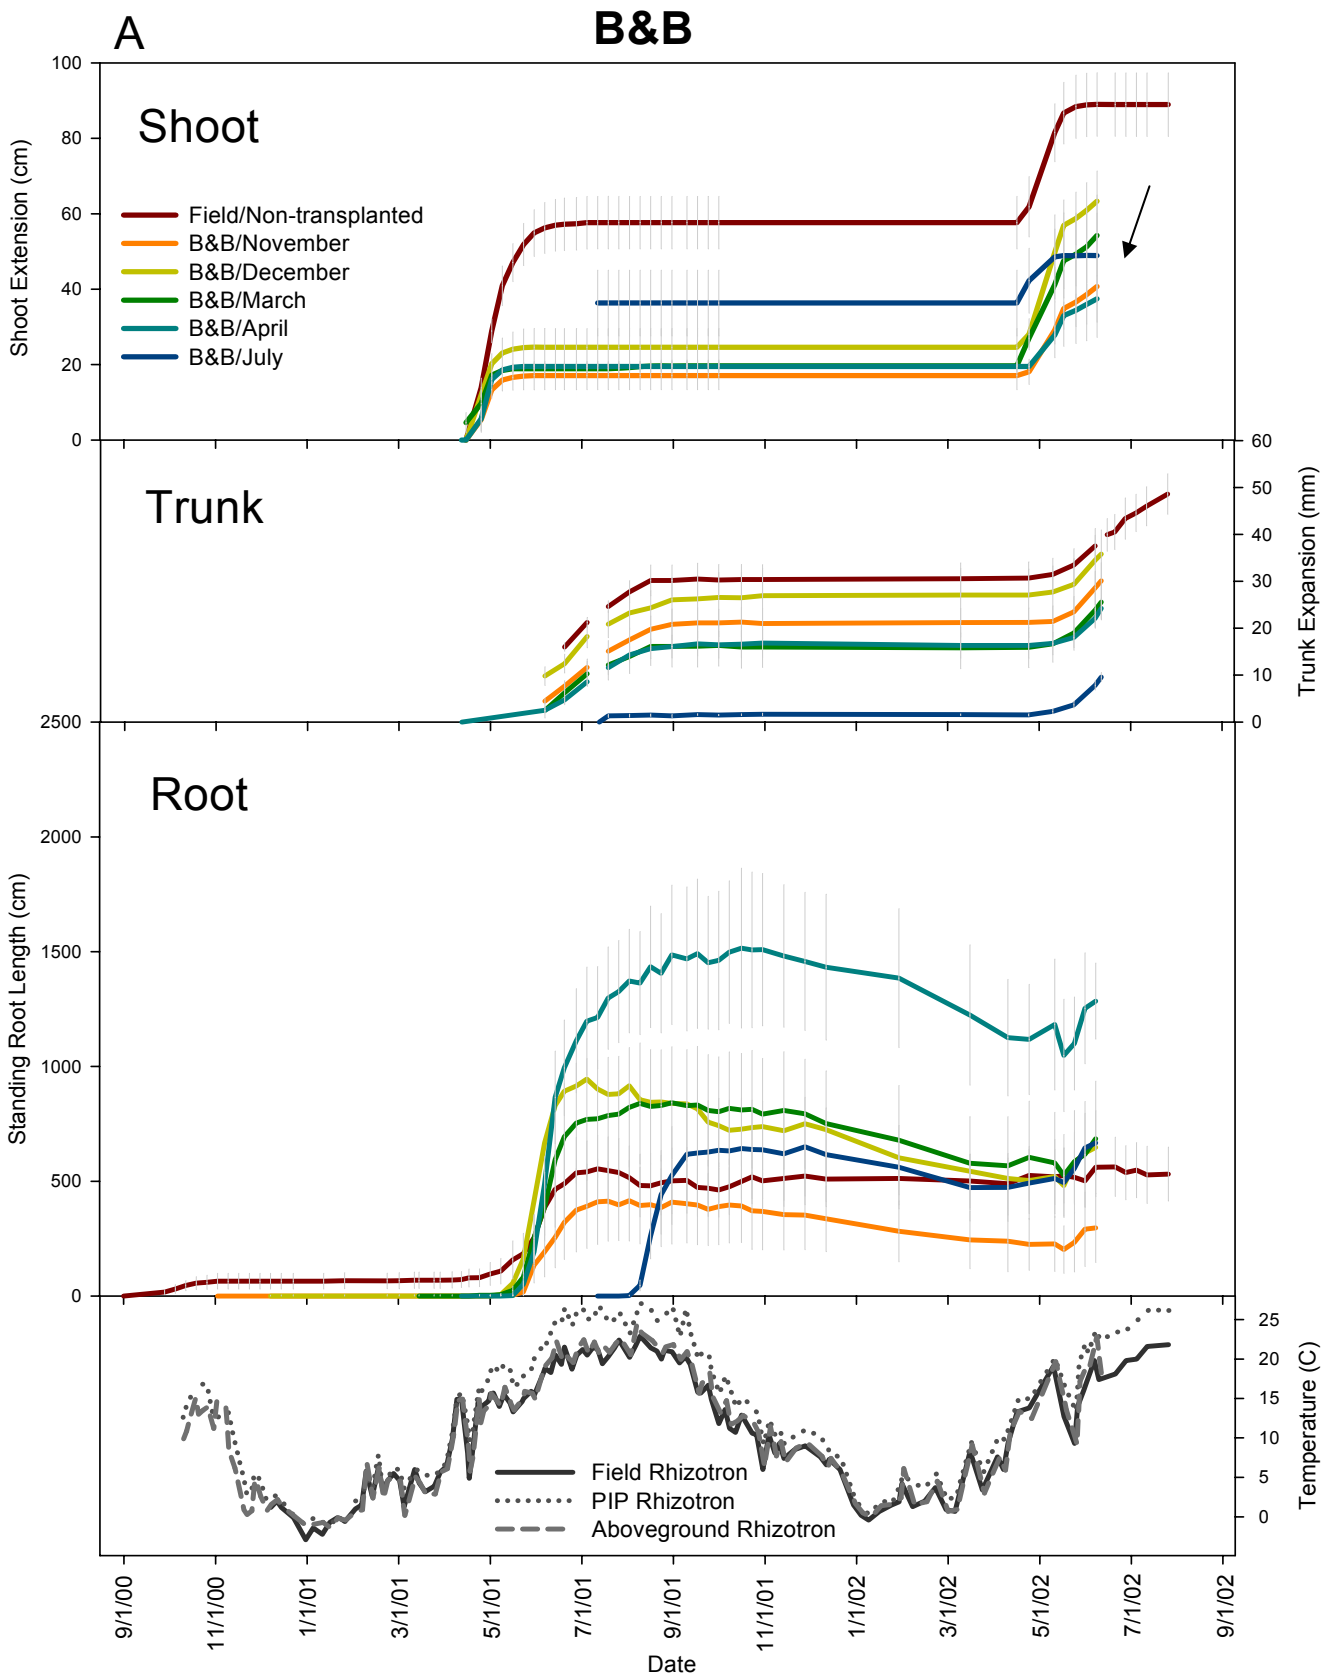 A
B&B
Shoot
Shoot Extension (cm)
100
80
60
40
20
0
Field/Non-transplanted
B&B/November
B&B/December
B&B/March
B&B/April
B&B/July
Trunk
Trunk Expansion (mm)
60
50
40
30
20
10
0
Root
Standing Root Length (cm)
2500
2000
1500
1000
500
0
Temperature (C)
25
20
15
10
5
0
Field Rhizotron
PIP Rhizotron
Aboveground Rhizotron
9/1/00
11/1/00
1/1/01
3/1/01
5/1/01
7/1/01
9/1/01
11/1/01
1/1/02
3/1/02
5/1/02
7/1/02
9/1/02
Date